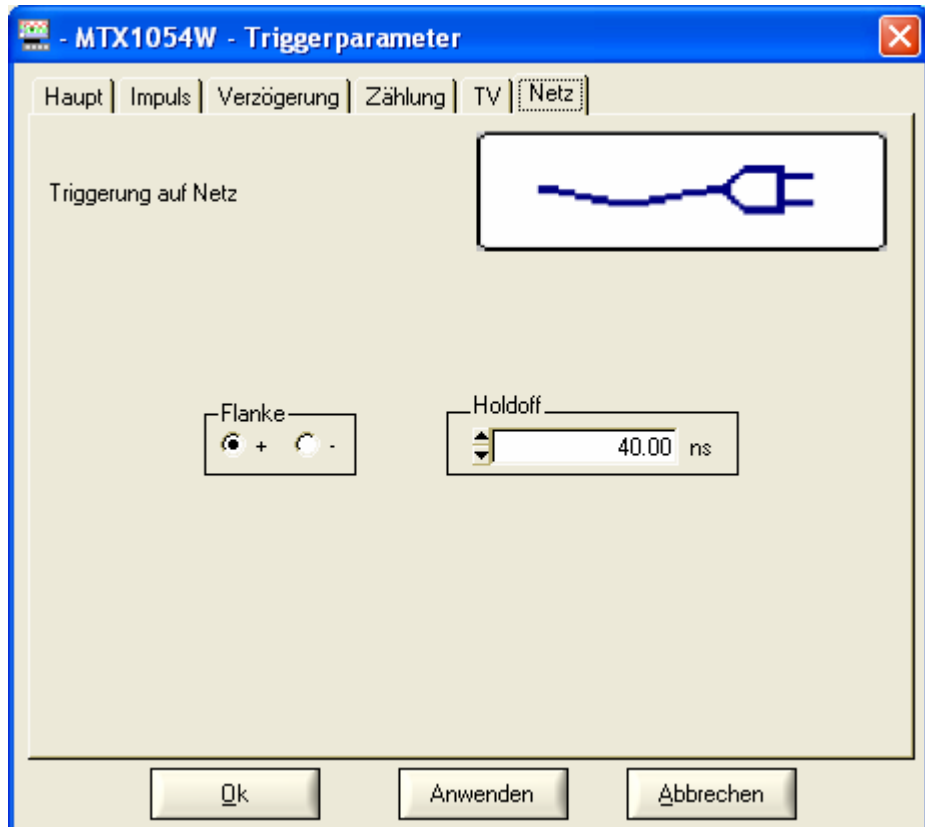 - MTX1054W - Triggerparameter
Haupt Impuls Verzögerung Zählung TV Netz
Triggerung auf Netz
Flanke
+ -
Holdoff
40.00 ns
Ok Anwenden Abbrechen